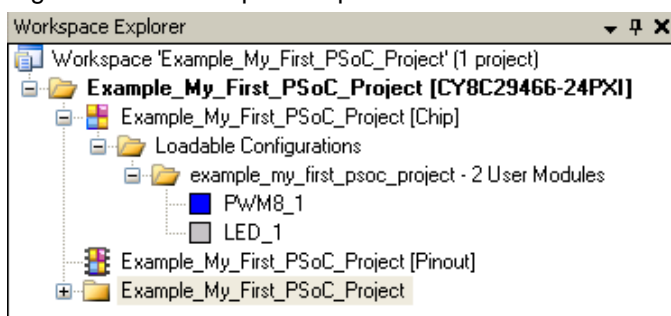 Workspace Explorer
Workspace 'Example_My_First_PSoC_Project' (1 project)
Example_My_First_PSoC_Project [CY8C29466-24PXI]
Example_My_First_PSoC_Project [Chip]
Loadable Configurations
example_my_first_psoc_project - 2 User Modules
PWM8_1
LED_1
Example_My_First_PSoC_Project [Pinout]
Example_My_First_PSoC_Project